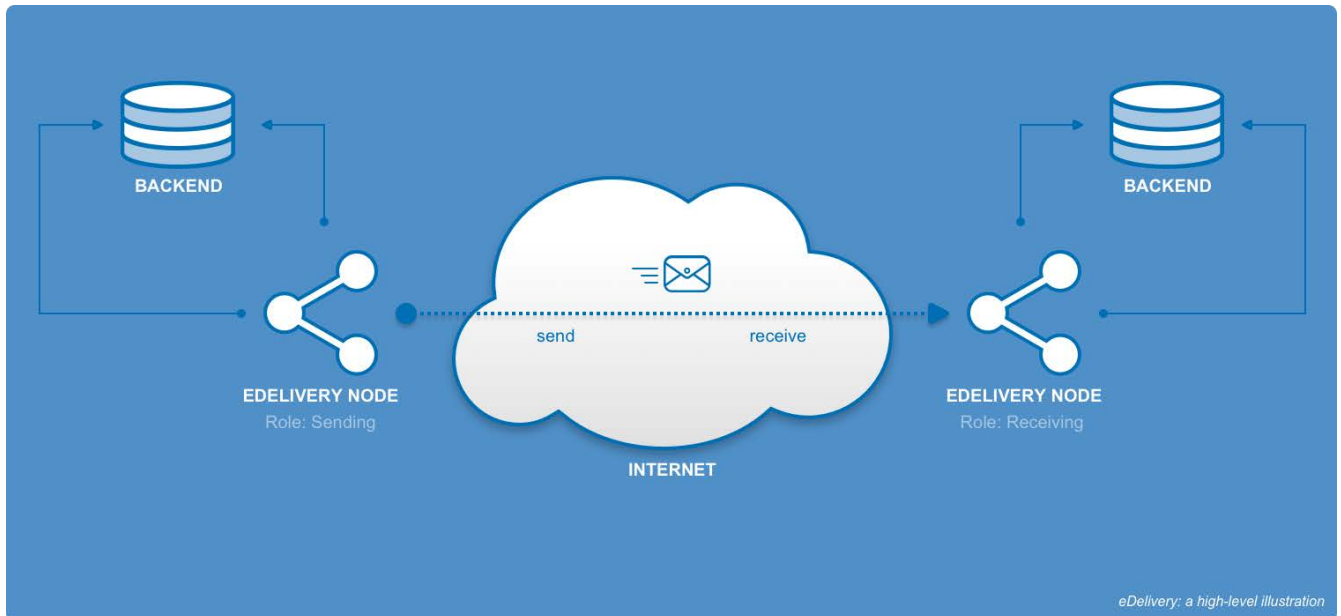 BACKEND
BACKEND
send
receive
EDELIVERY NODE
Role: Sending
EDELIVERY NODE
Role: Receiving
INTERNET
eDelivery: a high-level illustration